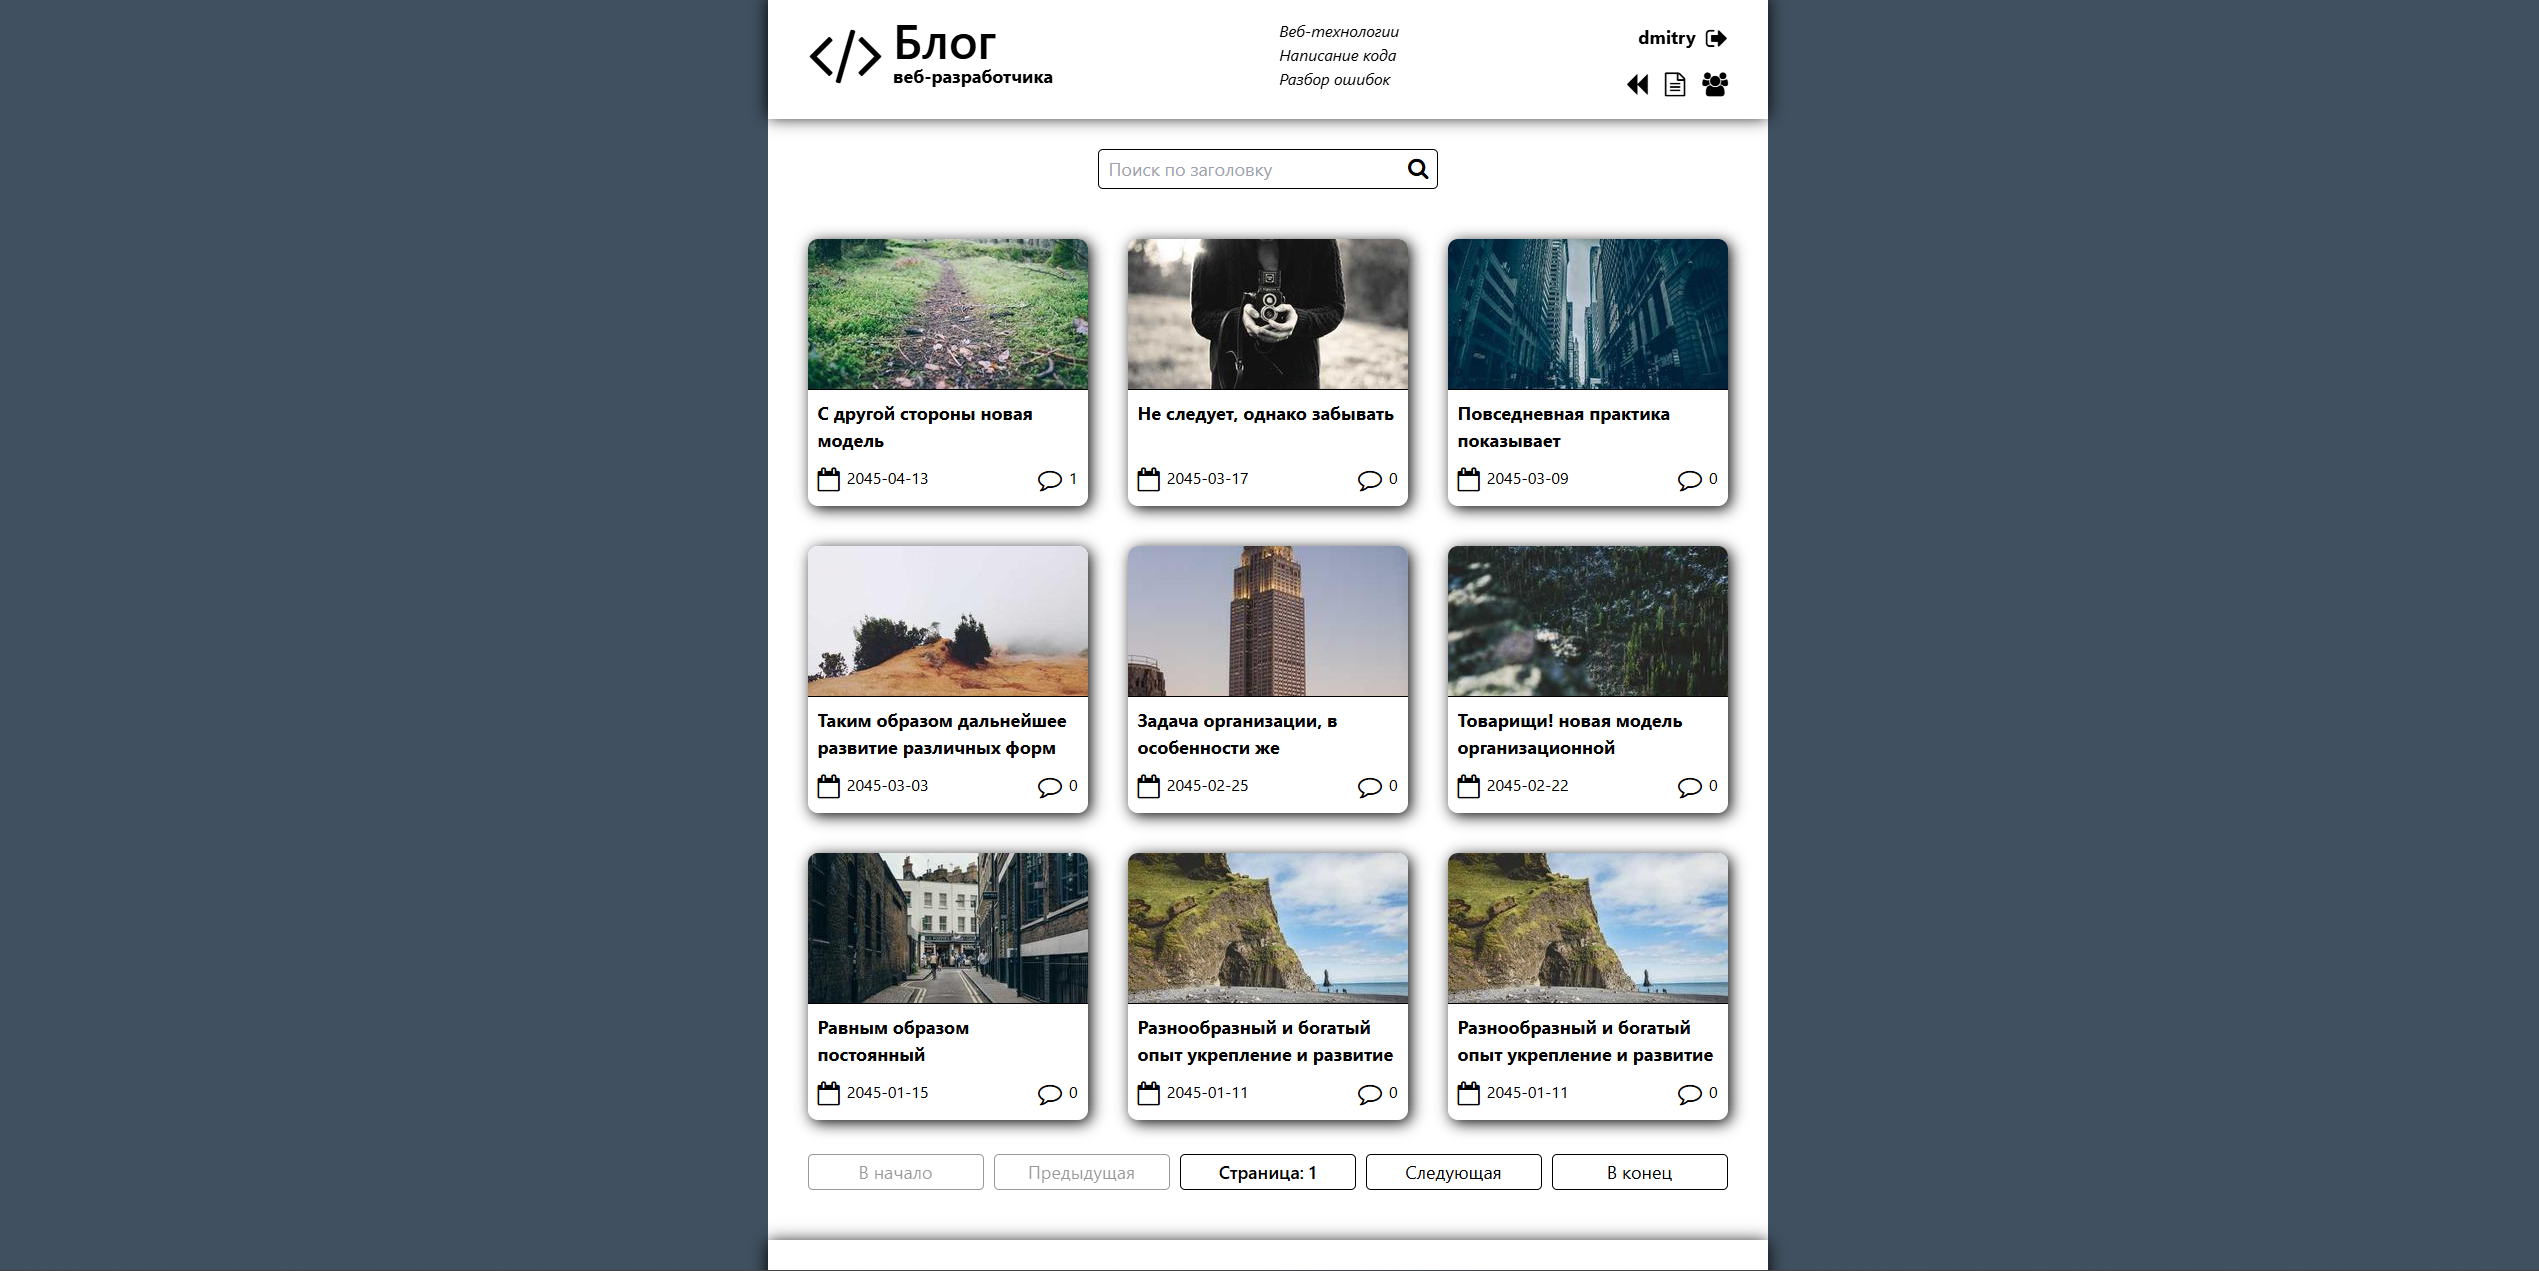 Блог
веб-разработчика
Веб-технологии
Написание кода
Разбор ошибок
dmitry
Поиск по заголовку
С другой стороны новая
модель
2045-04-13
1
Не следует, однако забывать
2045-03-17
0
Повседневная практика
показывает
2045-03-09
0
Таким образом дальнейшее
развитие различных форм
2045-03-03
0
Задача организации, в
особенности же
2045-02-25
0
Товарищи! новая модель
организационной
2045-02-22
0
Равным образом
постоянный
2045-01-15
0
Разнообразный и богатый
опыт укрепление и развитие
2045-01-11
0
Разнообразный и богатый
опыт укрепление и развитие
2045-01-11
0
В начало
Предыдущая
Страница: 1
Следующая
В конец